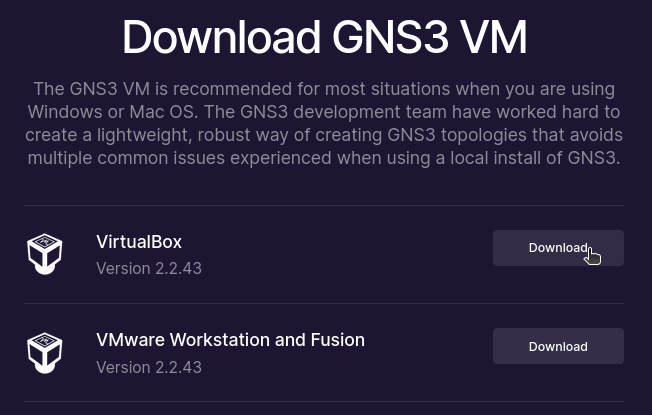 Download GNS3 VM
The GNS3 VM is recommended for most situations when you are using
Windows or Mac OS. The GNS3 development team have worked hard to
create a lightweight, robust way of creating GNS3 topologies that avoids
multiple common issues experienced when using a local install of GNS3.
VirtualBox
Version 2.2.43
Download
VMware Workstation and Fusion
Version 2.2.43
Download